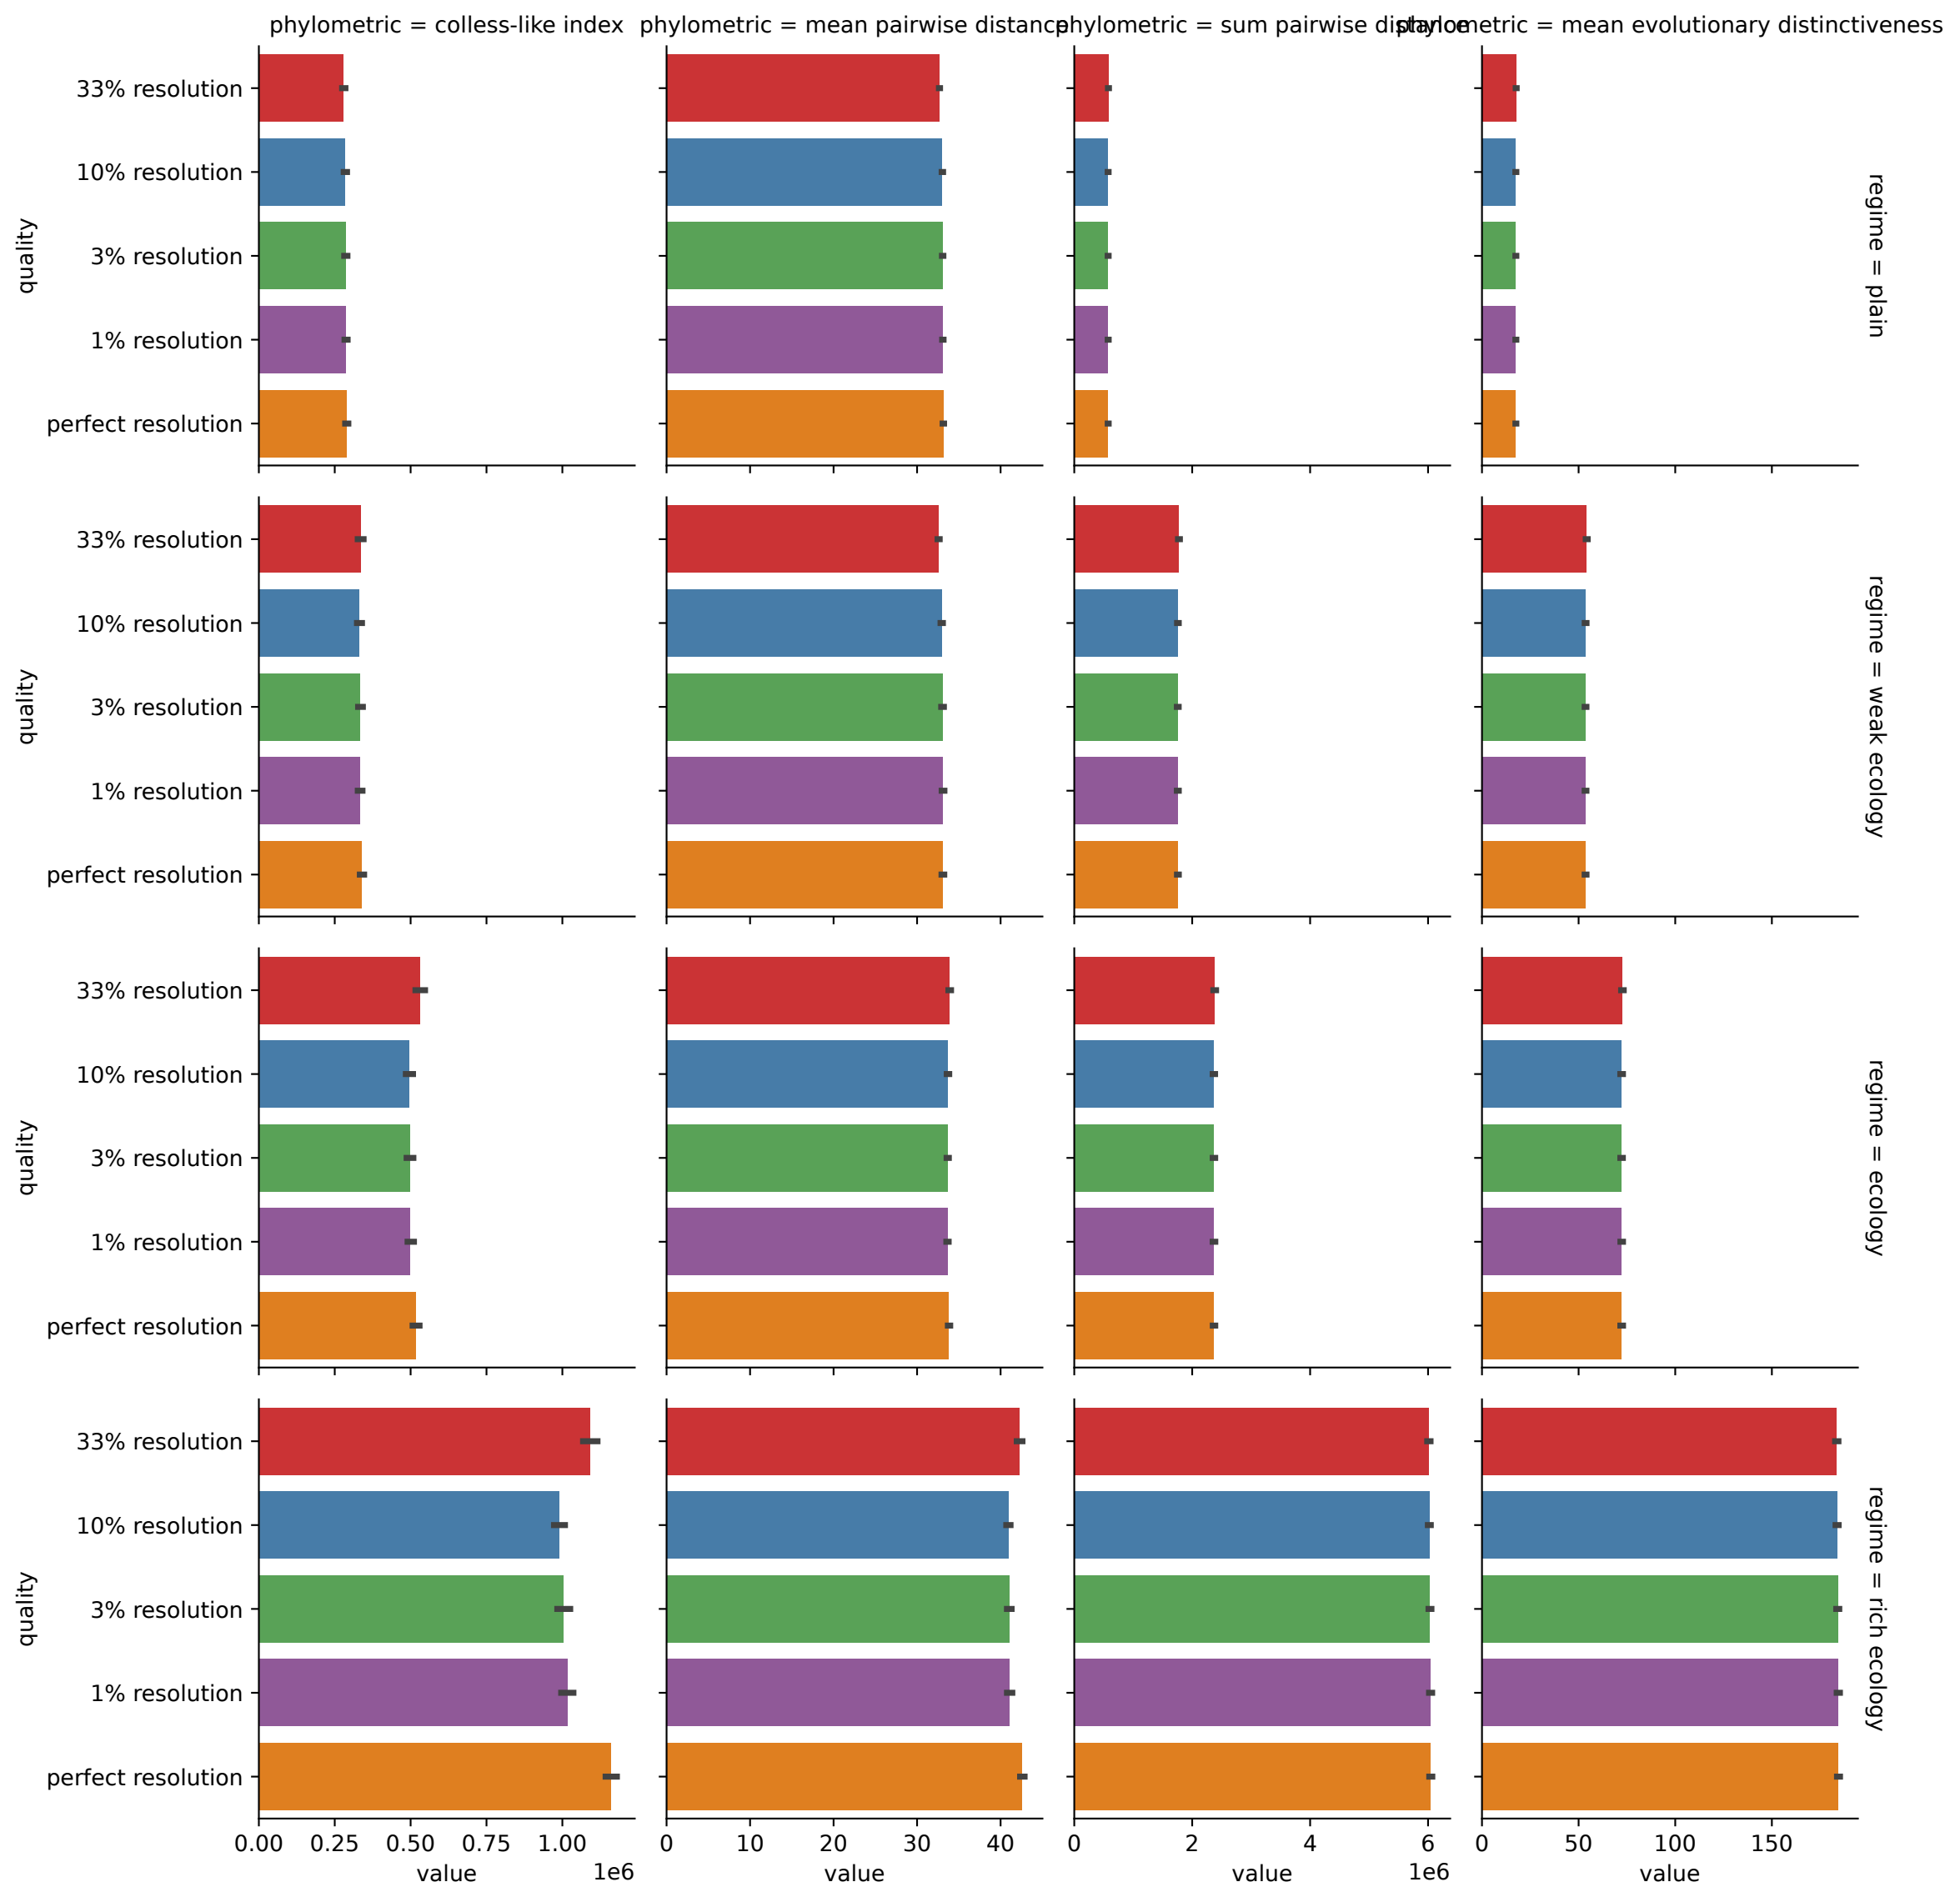 phylometric = colless-like index
phylometric = mean pairwise distance
phylometric = sum pairwise distance
phylometric = mean evolutionary distinctiveness
33% resolution
10% resolution
3% resolution
1% resolution
perfect resolution
quality
regime = plain
33% resolution
10% resolution
3% resolution
1% resolution
perfect resolution
quality
regime = weak ecology
33% resolution
10% resolution
3% resolution
1% resolution
perfect resolution
quality
regime = ecology
33% resolution
10% resolution
3% resolution
1% resolution
perfect resolution
quality
regime = rich ecology
0.00 0.25 0.50 0.75 1.00
1e6
value
0 10 20 30 40
value
0 2 4 6
1e6
value
0 50 100 150
value